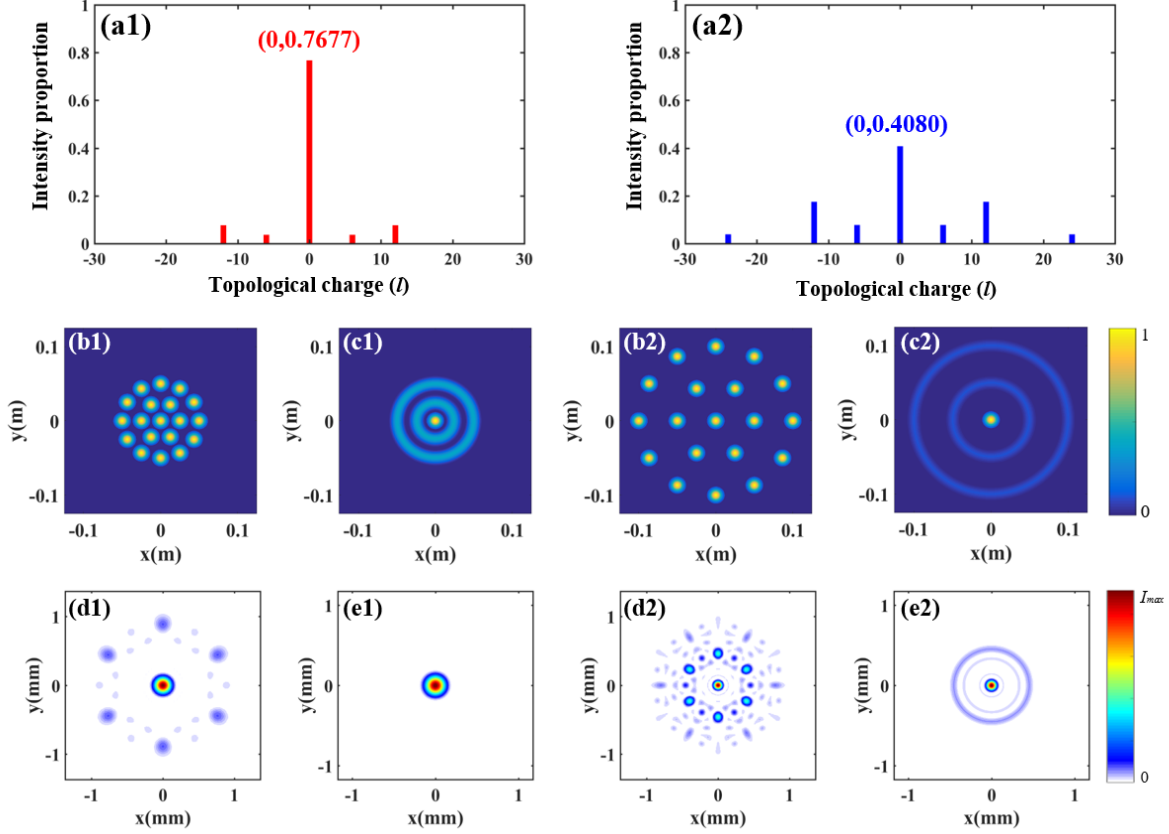 (a1)
(0,0.7677)
Intensity proportion
1
0.8
0.6
0.4
0.2
0
-30 -20 -10 0 10 20 30
Topological charge (l)
(a2)
(0,0.4080)
Intensity proportion
1
0.8
0.6
0.4
0.2
0
-30 -20 -10 0 10 20 30
Topological charge (l)
(b1)
y(m)
0.1
0
-0.1
-0.1 0 0.1
x(m)
(c1)
y(m)
0.1
0
-0.1
-0.1 0 0.1
x(m)
(b2)
y(m)
0.1
0
-0.1
-0.1 0 0.1
x(m)
(c2)
y(m)
0.1
0
-0.1
-0.1 0 0.1
x(m)
1
0
(d1)
y(mm)
1
0
-1
-1 0 1
x(mm)
(e1)
y(mm)
1
0
-1
-1 0 1
x(mm)
(d2)
y(mm)
1
0
-1
-1 0 1
x(mm)
(e2)
y(mm)
1
0
-1
-1 0 1
x(mm)
Imax
0